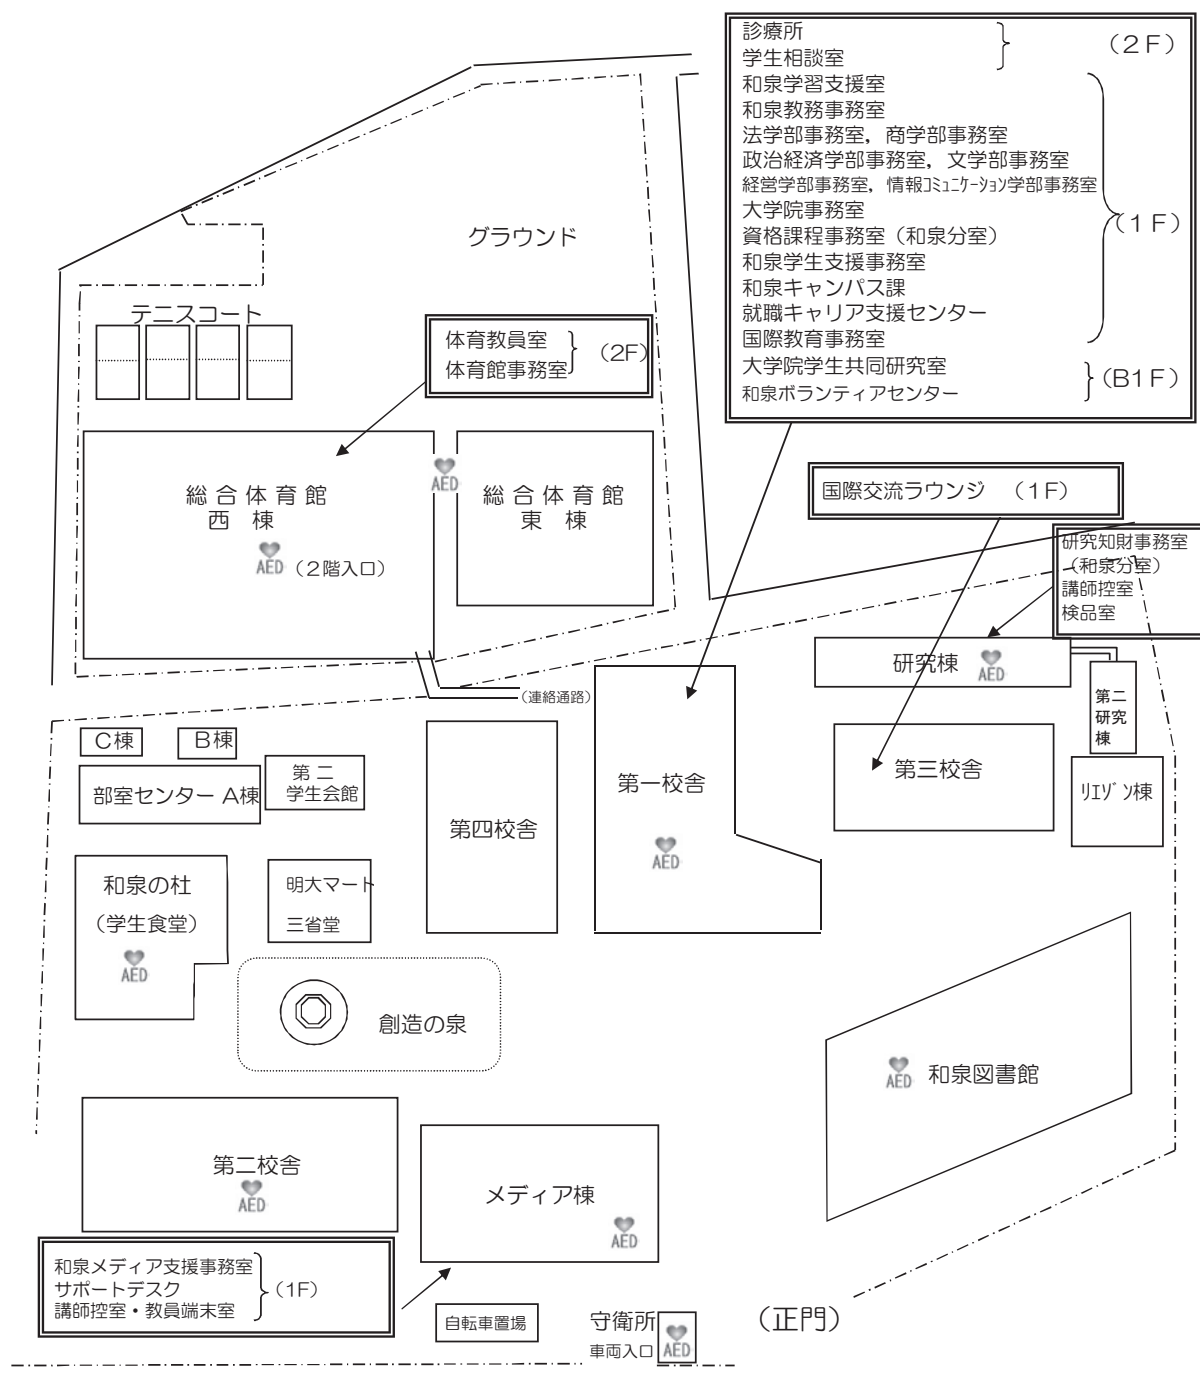 診療所
学生相談室
（2F）
和泉学習支援室
和泉教務事務室
法学部事務室，商学部事務室
政治経済学部事務室，文学部事務室
経営学部事務室，情報ｺﾐｭﾆｹｰｼｮﾝ学部事務室
大学院事務室
資格課程事務室（和泉分室）
和泉学生支援事務室
和泉キャンパス課
就職キャリア支援センター
国際教育事務室
（1F）
大学院学生共同研究室
和泉ボランティアセンター
（B1F）
グラウンド
テニスコート
体育教員室
体育館事務室
（2F）
総合体育館
西棟
AED（2階入口）
AED
総合体育館
東棟
国際交流ラウンジ （1F）
研究知財事務室
（和泉分室）
講師控室
検品室
研究棟
AED
第二
研究
棟
（連絡通路）
C棟
B棟
部室センター A棟
第二
学生会館
第四校舎
第一校舎
AED
第三校舎
ﾘｴｿﾞﾝ棟
和泉の杜
（学生食堂）
AED
明大マート
三省堂
創造の泉
AED
和泉図書館
第二校舎
AED
メディア棟
AED
和泉メディア支援事務室
サポートデスク
講師控室・教員端末室
（1F）
自転車置場
守衛所
車両入口
AED
（正門）